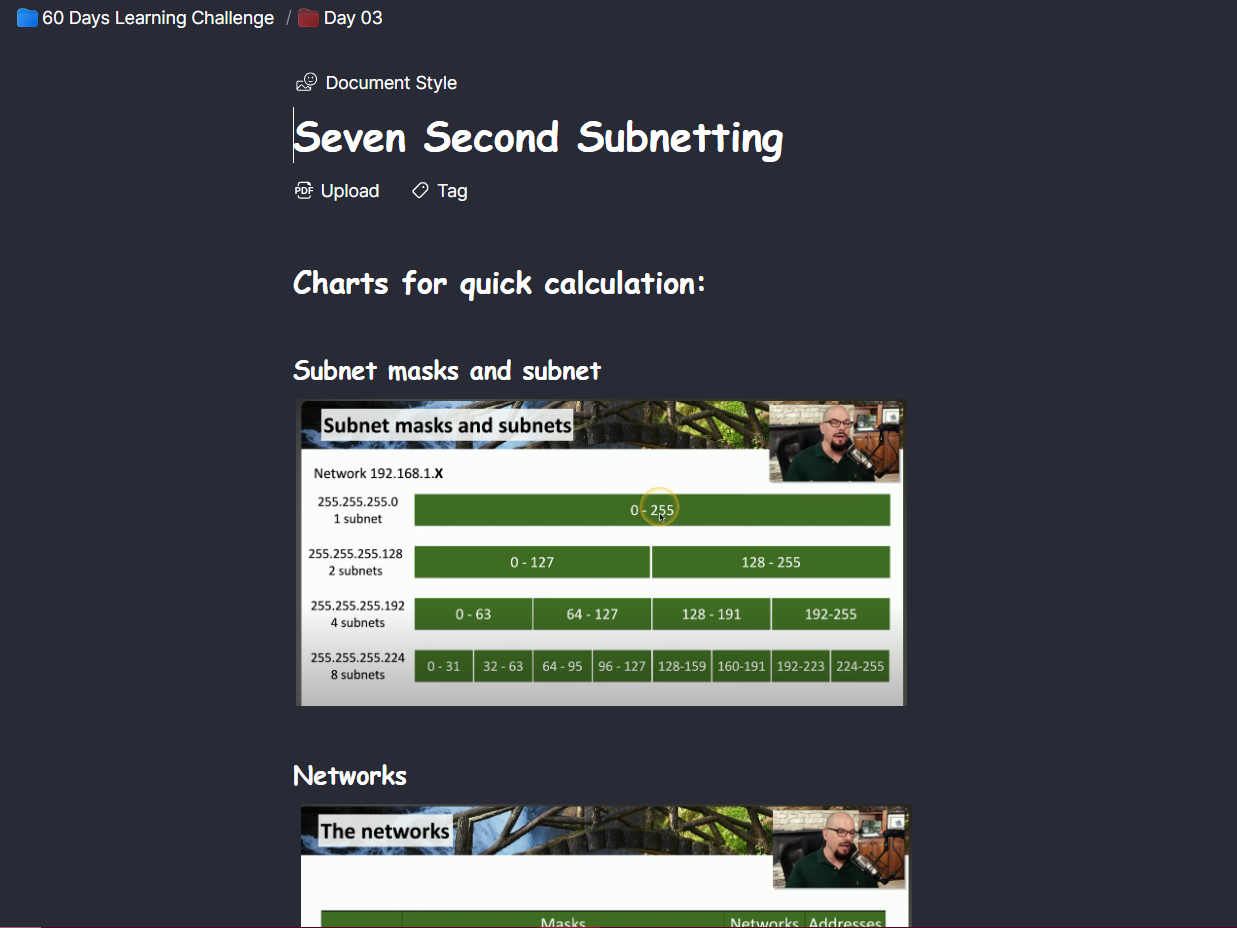 60 Days Learning Challenge / Day 03
Document Style
Seven Second Subnetting
PDF Upload Tag
Charts for quick calculation:
Subnet masks and subnet
Subnet masks and subnets
Network 192.168.1.X
255.255.255.0
1 subnet
0 - 255
255.255.255.128
2 subnets
0 - 127 128 - 255
255.255.255.192
4 subnets
0 - 63 64 - 127 128 - 191 192-255
255.255.255.224
8 subnets
0 - 31 32 - 63 64 - 95 96 - 127 128-159 160-191 192-223 224-255
Networks
The networks
Masks Networks Addresses